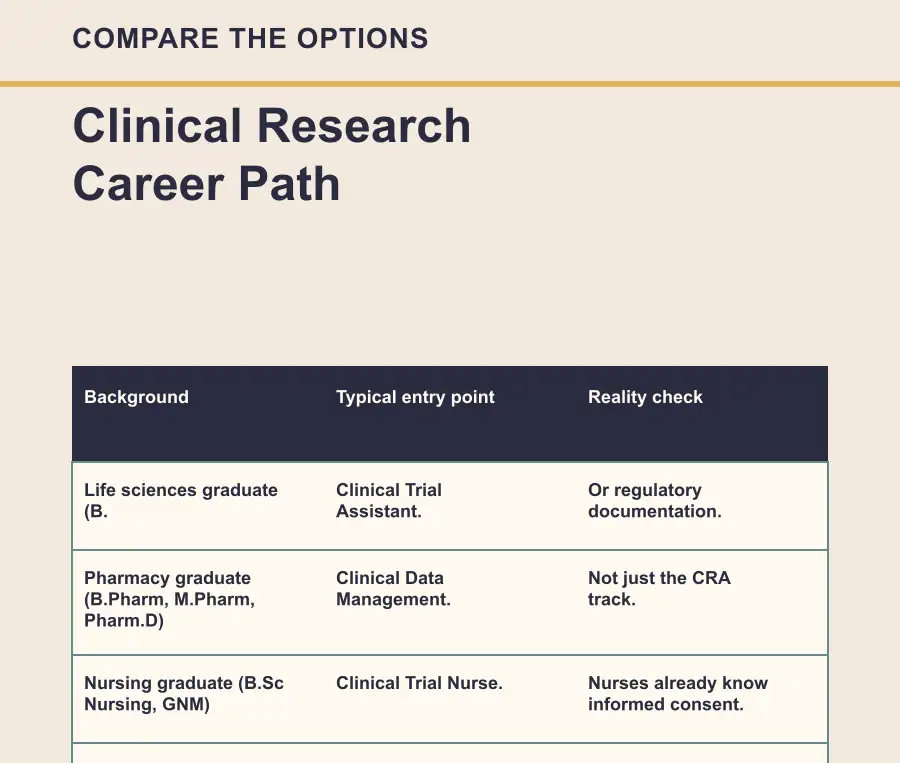 COMPARE THE OPTIONS
Clinical Research
Career Path
Background
Typical entry point
Reality check
Life sciences graduate
(B.
Clinical Trial
Assistant.
Or regulatory
documentation.
Pharmacy graduate
(B.Pharm, M.Pharm,
Pharm.D)
Clinical Data
Management.
Not just the CRA
track.
Nursing graduate (B.Sc
Nursing, GNM)
Clinical Trial Nurse.
Nurses already know
informed consent.